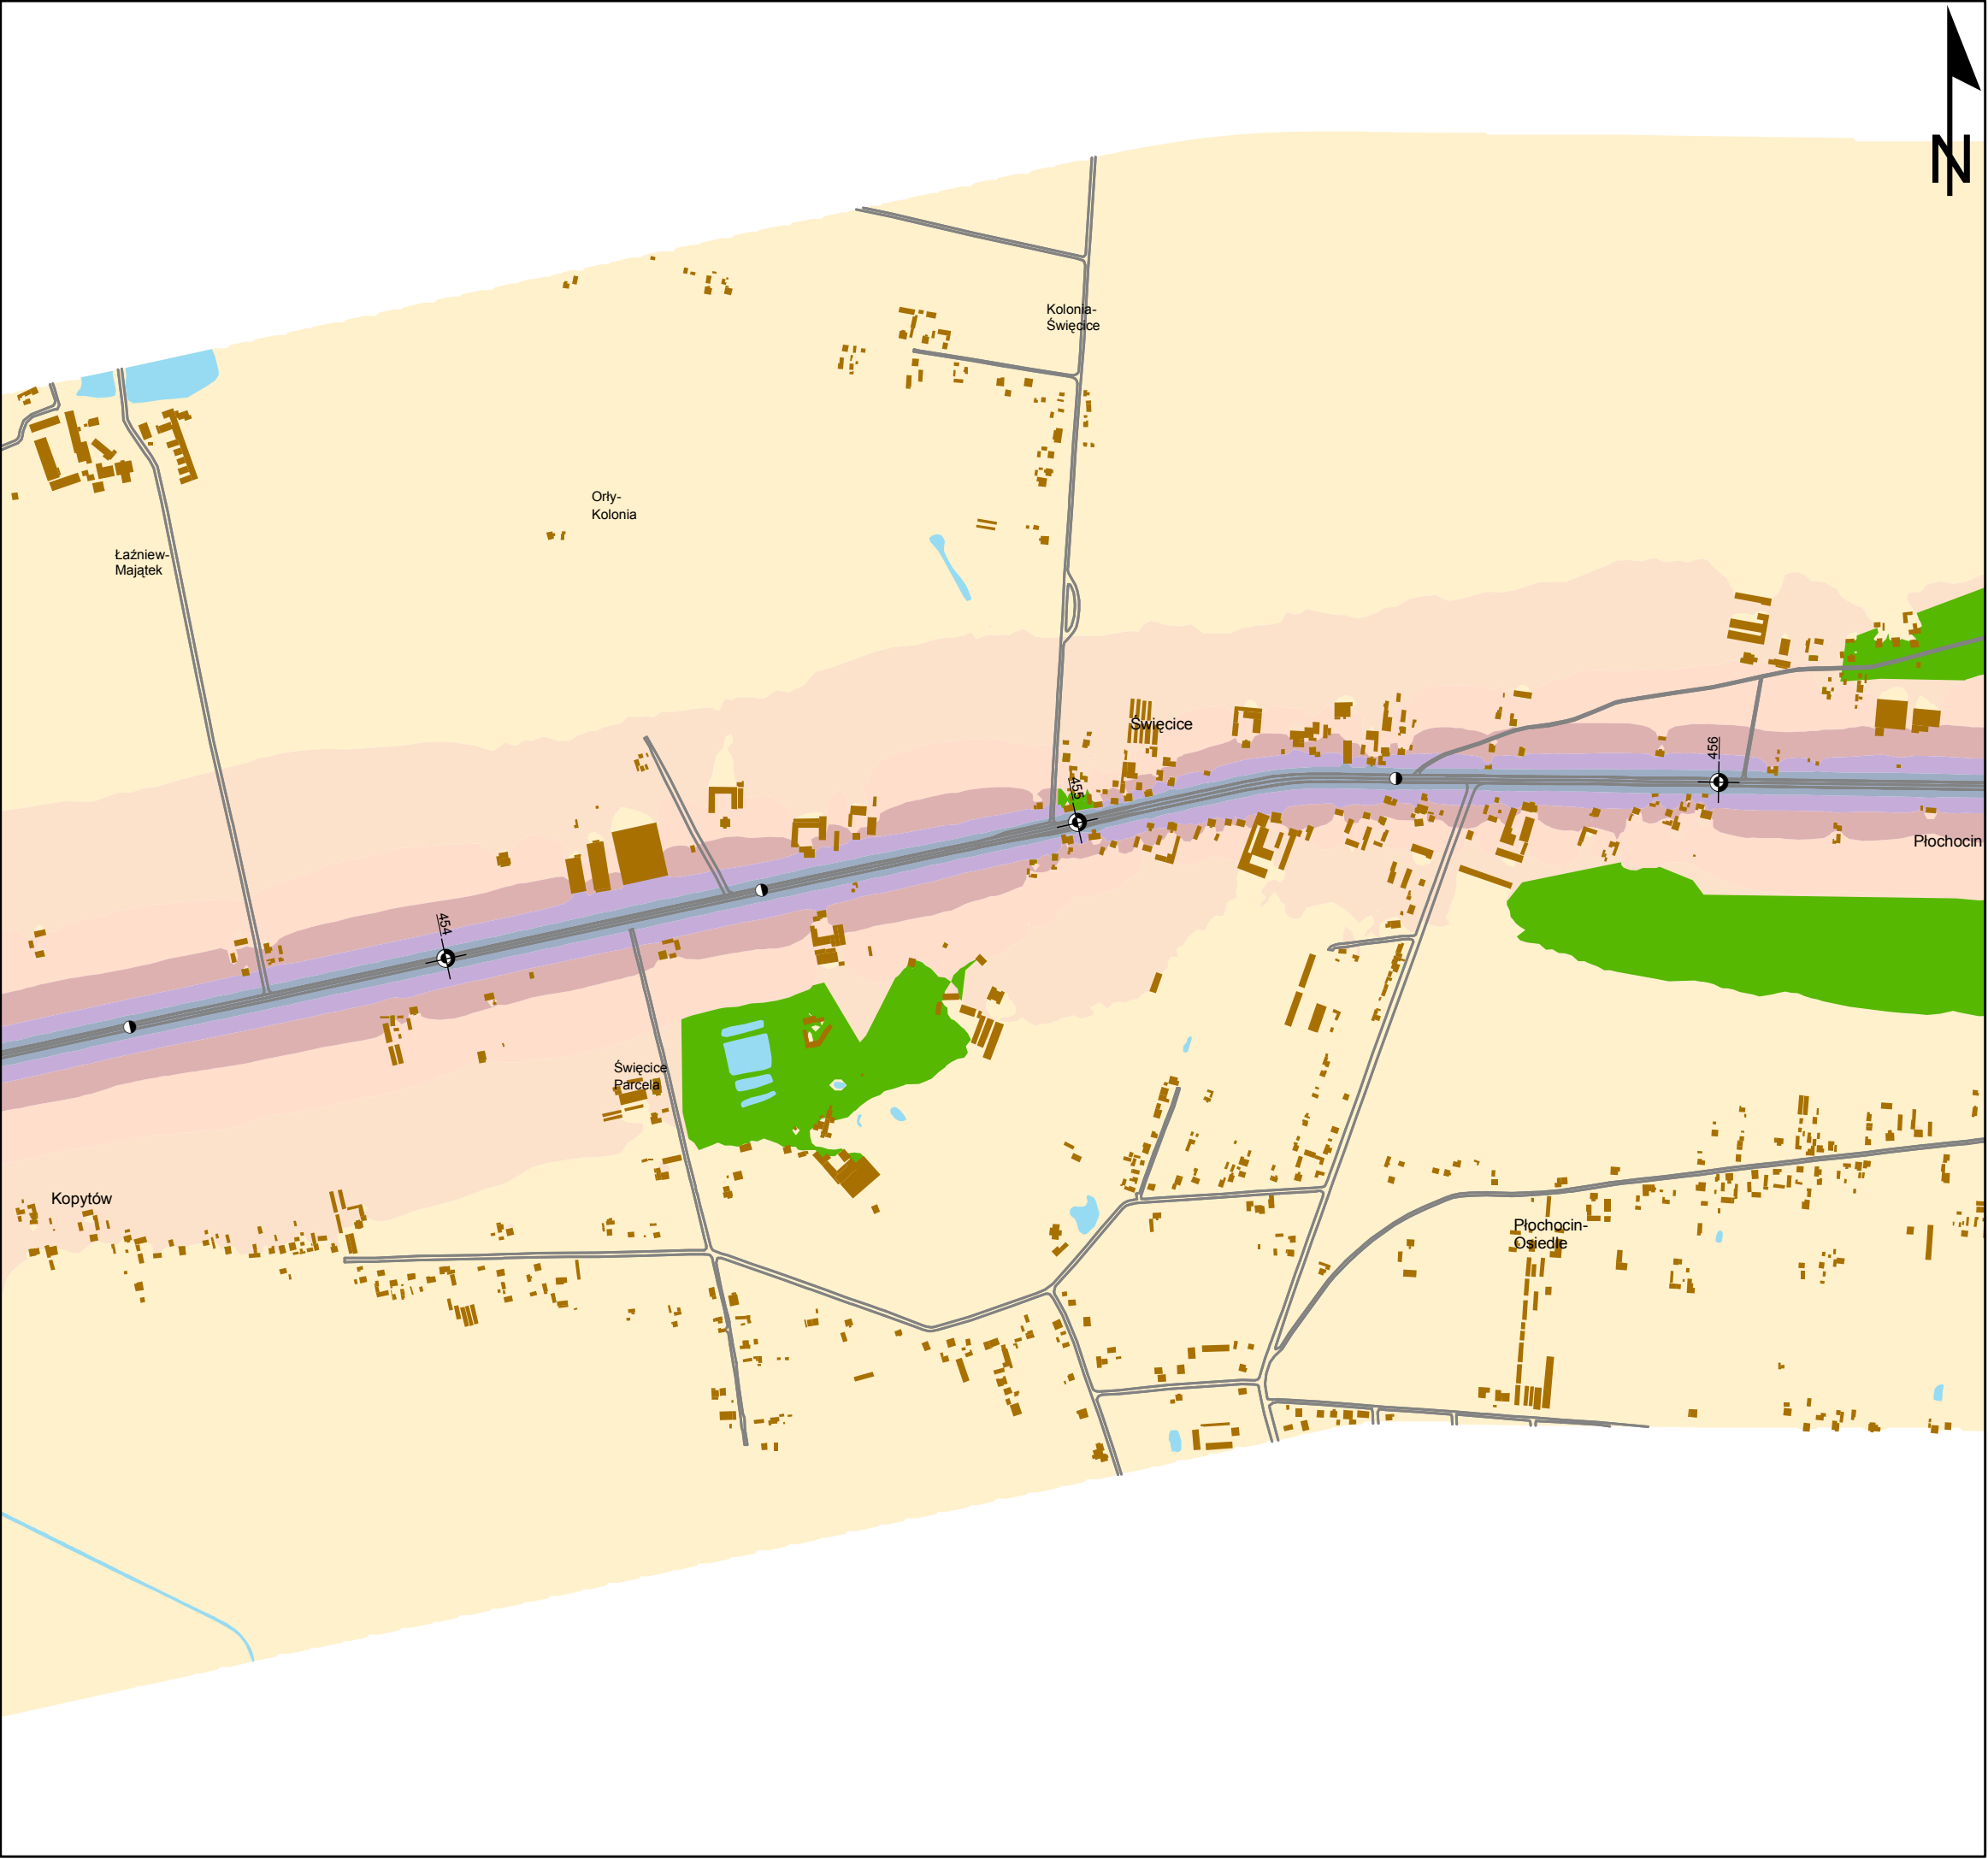 N
Kolonia-
Święcice
Orły-
Kolonia
Łaźniew-
Majątek
Święcice
456
455
Płochocin
454
Święcice
Parcela
Kopytów
Płochocin-
Osiedle